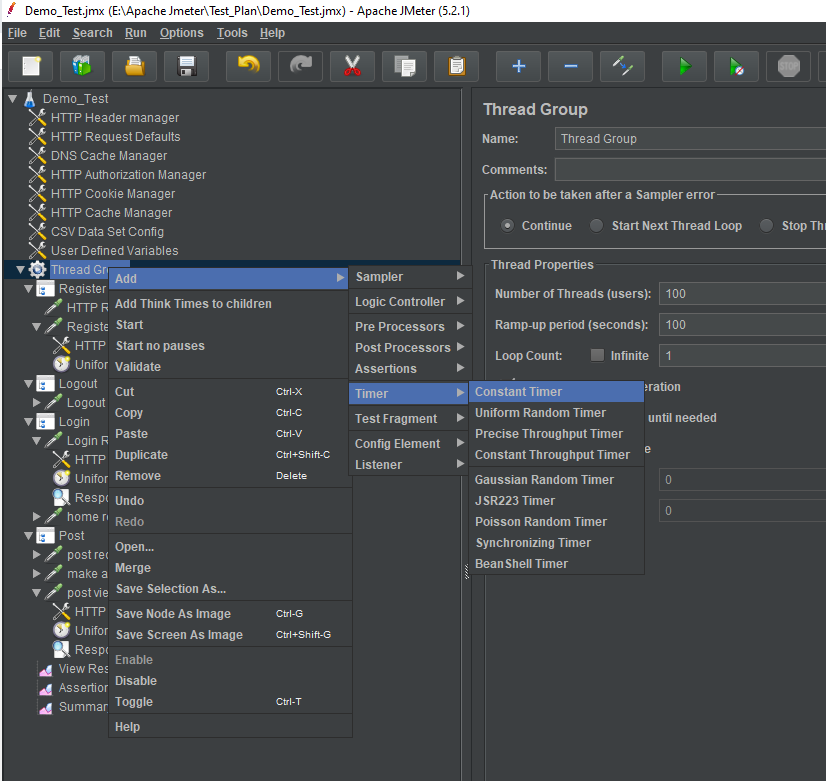 Demo_Test.jmx (E:\Apache Jmeter\Test_Plan\Demo_Test.jmx) - Apache JMeter (5.2.1)
File Edit Search Run Options Tools Help
STOP
Demo_Test
HTTP Header manager
HTTP Request Defaults
DNS Cache Manager
HTTP Authorization Manager
HTTP Cookie Manager
HTTP Cache Manager
CSV Data Set Config
User Defined Variables
Thread Gr
Register
HTTP R
Registe
HTTP
Unifor
Logout
Logout
Login
Login R
HTTP
Unifor
Respo
home re
Post
post rec
make a
post vie
HTTP
Unifor
Respo
View Res
Assertion
Summar
Add
Add Think Times to children
Start
Start no pauses
Validate
Cut Ctrl-X
Copy Ctrl-C
Paste Ctrl-V
Duplicate Ctrl+Shift-C
Remove Delete
Undo
Redo
Open...
Merge
Save Selection As...
Save Node As Image Ctrl-G
Save Screen As Image Ctrl+Shift-G
Enable
Disable
Toggle Ctrl-T
Help
Sampler
Logic Controller
Pre Processors
Post Processors
Assertions
Timer
Test Fragment
Config Element
Listener
Constant Timer
Uniform Random Timer
Precise Throughput Timer
Constant Throughput Timer
Gaussian Random Timer
JSR223 Timer
Poisson Random Timer
Synchronizing Timer
BeanShell Timer
Thread Group
Name: Thread Group
Comments:
Action to be taken after a Sampler error
Continue Start Next Thread Loop Stop Thr
Thread Properties
Number of Threads (users): 100
Ramp-up period (seconds): 100
Loop Count: Infinite 1
eration
until needed
e
0
0